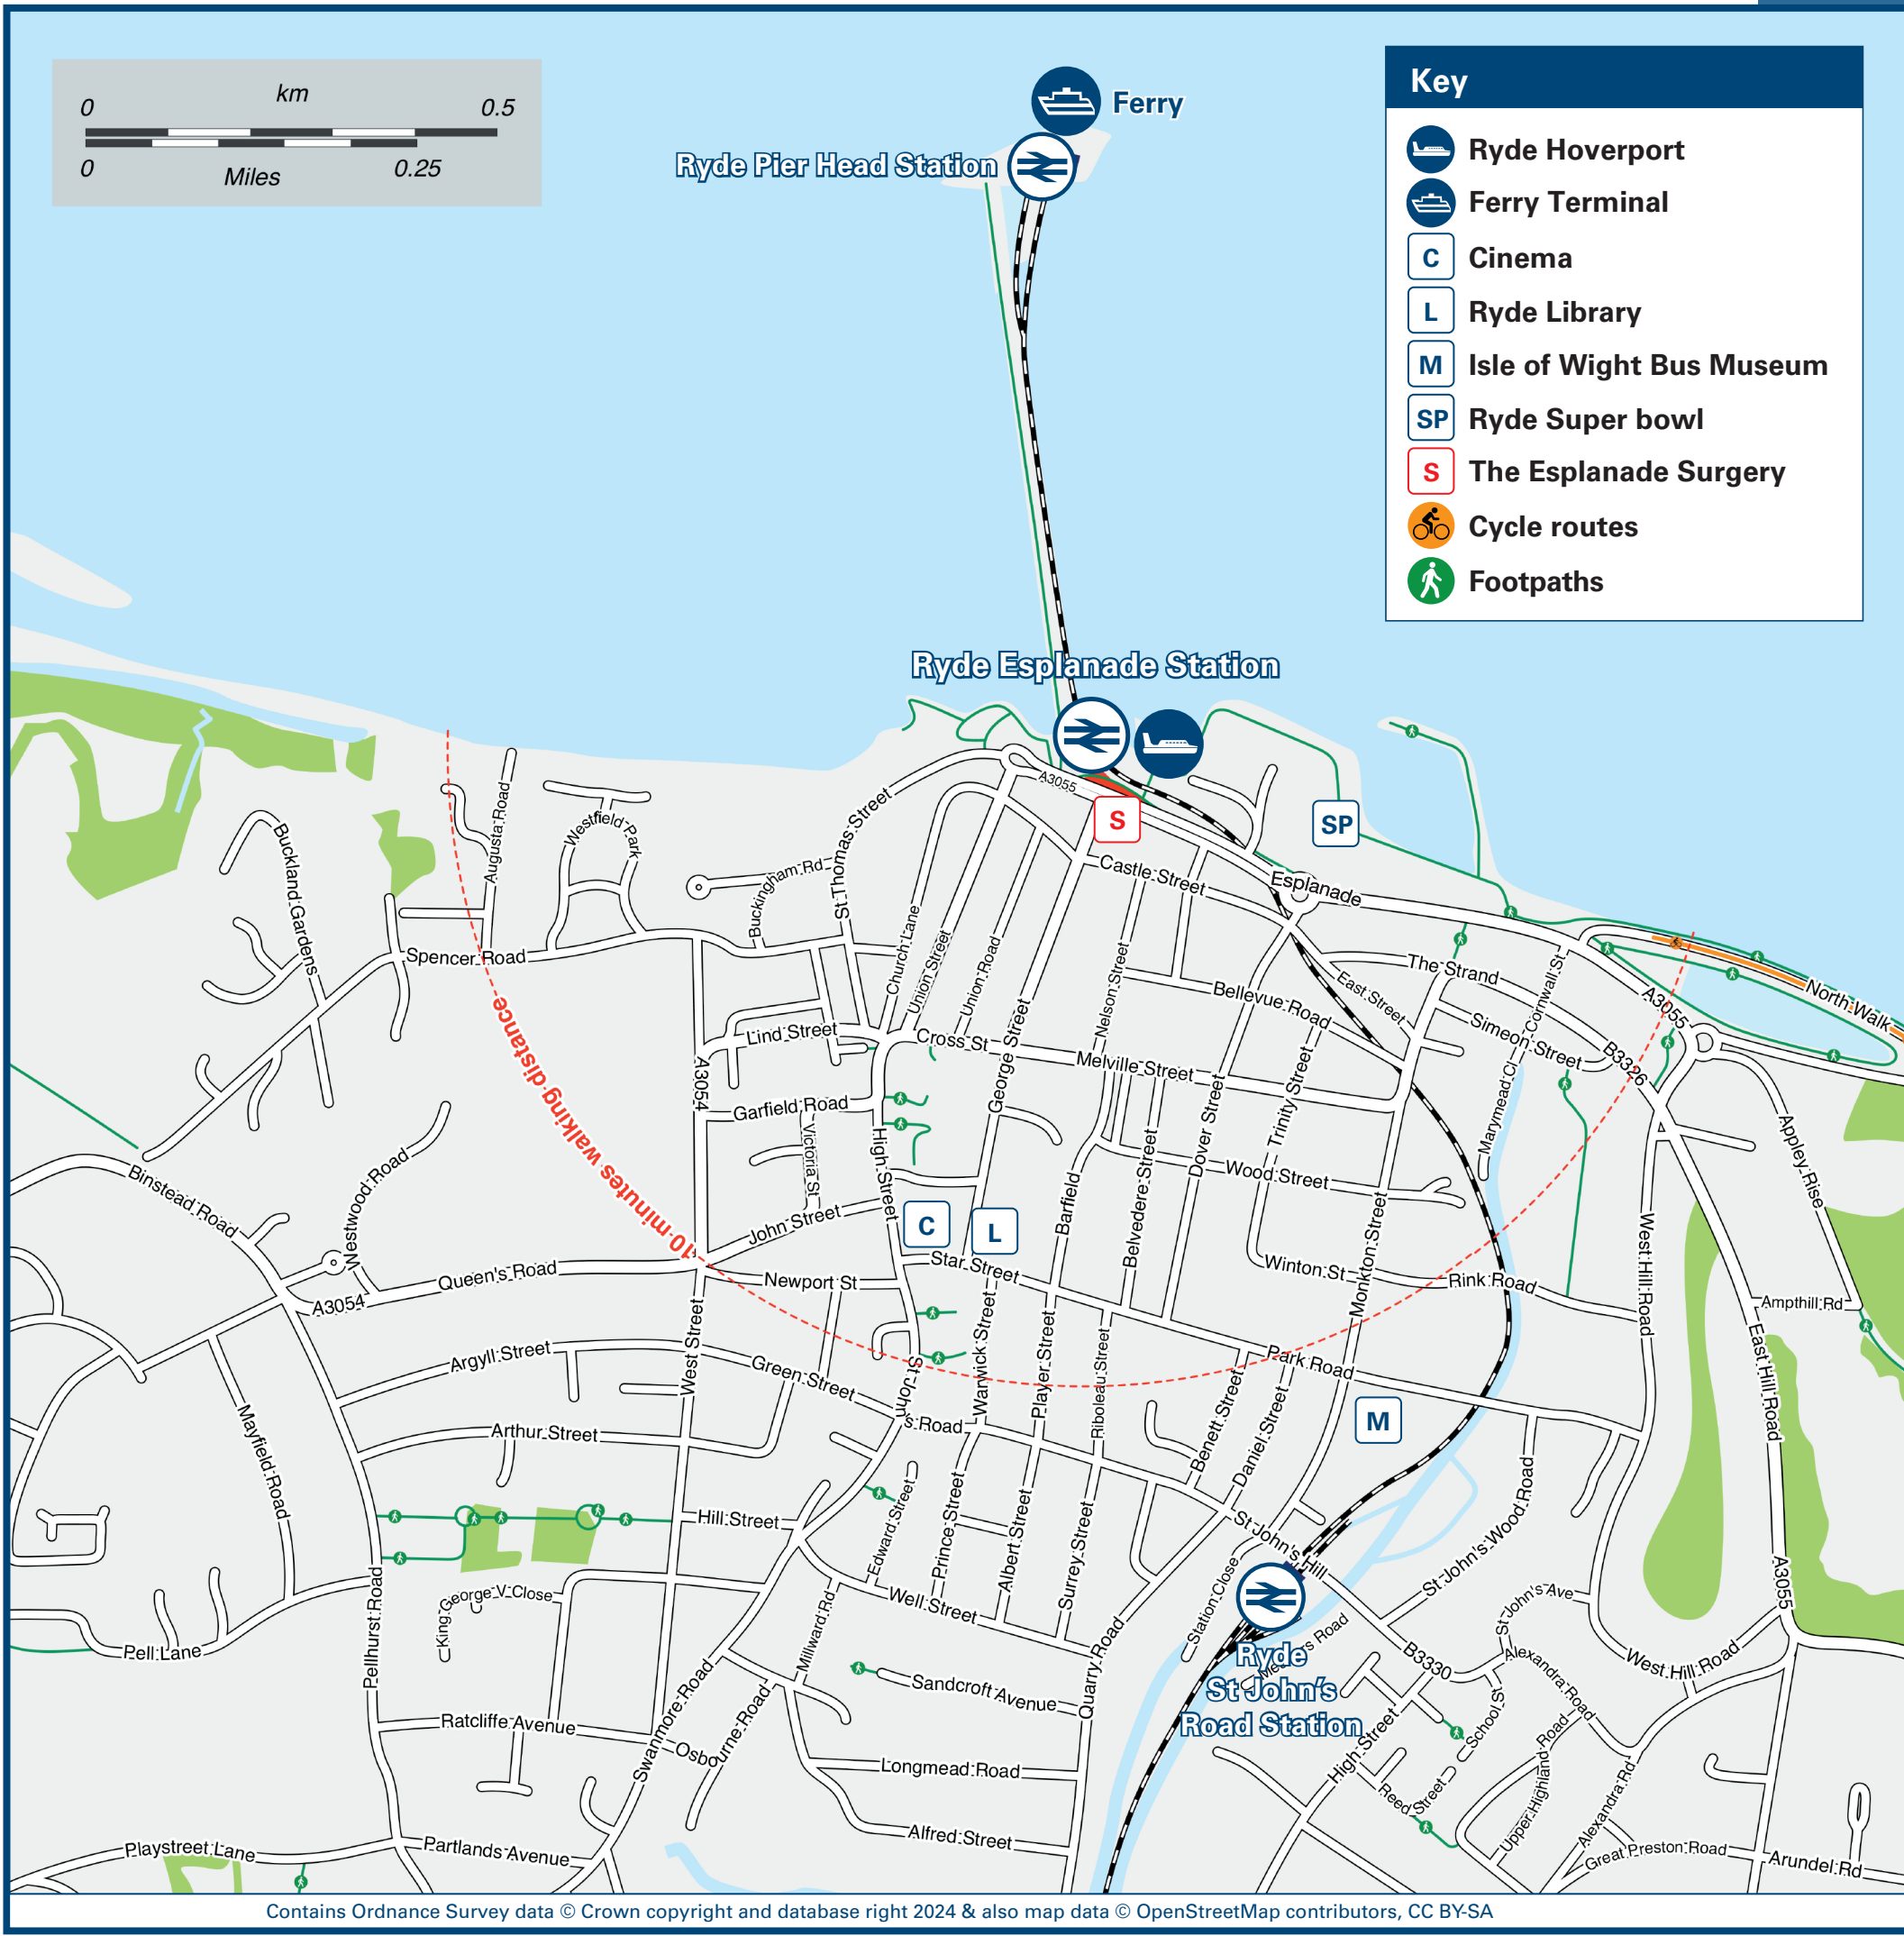 km
0
0.5
0
Miles
0.25
Ferry
Ryde Pier Head Station
Key
Ryde Hoverport
Ferry Terminal
C Cinema
L Ryde Library
M Isle of Wight Bus Museum
SP Ryde Super bowl
S The Esplanade Surgery
Cycle routes
Footpaths
Ryde Esplanade Station
A3055
S
SP
Augusta Road
Westfield Park
Buckingham Rd
St Thomas Street
Buckland Gardens
Castle Street
Esplanade
Spencer Road
Church Lane
Union Street
Union Road
Nelson Street
George Street
Bellevue Road
East Street
The Strand
Simeon Street
Cornwall St
Marymead Cl
A3055
B3326
North Walk
10 minutes walking distance
Lind Street
Cross St
Melville Street
A3054
Garfield Road
Victoria St
High Street
Dover Street
Trinity Street
Wood Street
Appley Rise
Binstead Road
Westwood Road
John Street
C
L
Barfield
Belvedere Street
Monkton Street
West Hill Road
Queen's Road
A3054
Newport St
Star Street
Winton St
Rink Road
Ampthill Rd
East Hill Road
Argyll Street
West Street
Green Street
St John's Road
Warwick Street
Player Street
Riboleau Street
Park Road
M
Mayfield Road
Arthur Street
Bennett Street
Daniel Street
Hill Street
Edward Street
Prince Street
Albert Street
Surrey Street
St John's Hill
St John's Wood Road
A3055
Pellhurst Road
King George V Close
Well Street
Station Close
St John's Ave
Pell Lane
Millward Rd
Quarry Road
Ryde
St John's
Road Station
B3330
Alexandra Road
West Hill Road
Sandcroft Avenue
Ratcliffe Avenue
Swanmore Road
Osbourne Road
School St
High Street
Upper Highland Road
Longmead Road
Reed Street
Alexandra Rd
Playstreet Lane
Partlands Avenue
Alfred Street
Great Preston Road
Arundel Rd
Contains Ordnance Survey data © Crown copyright and database right 2024 & also map data © OpenStreetMap contributors, CC BY-SA